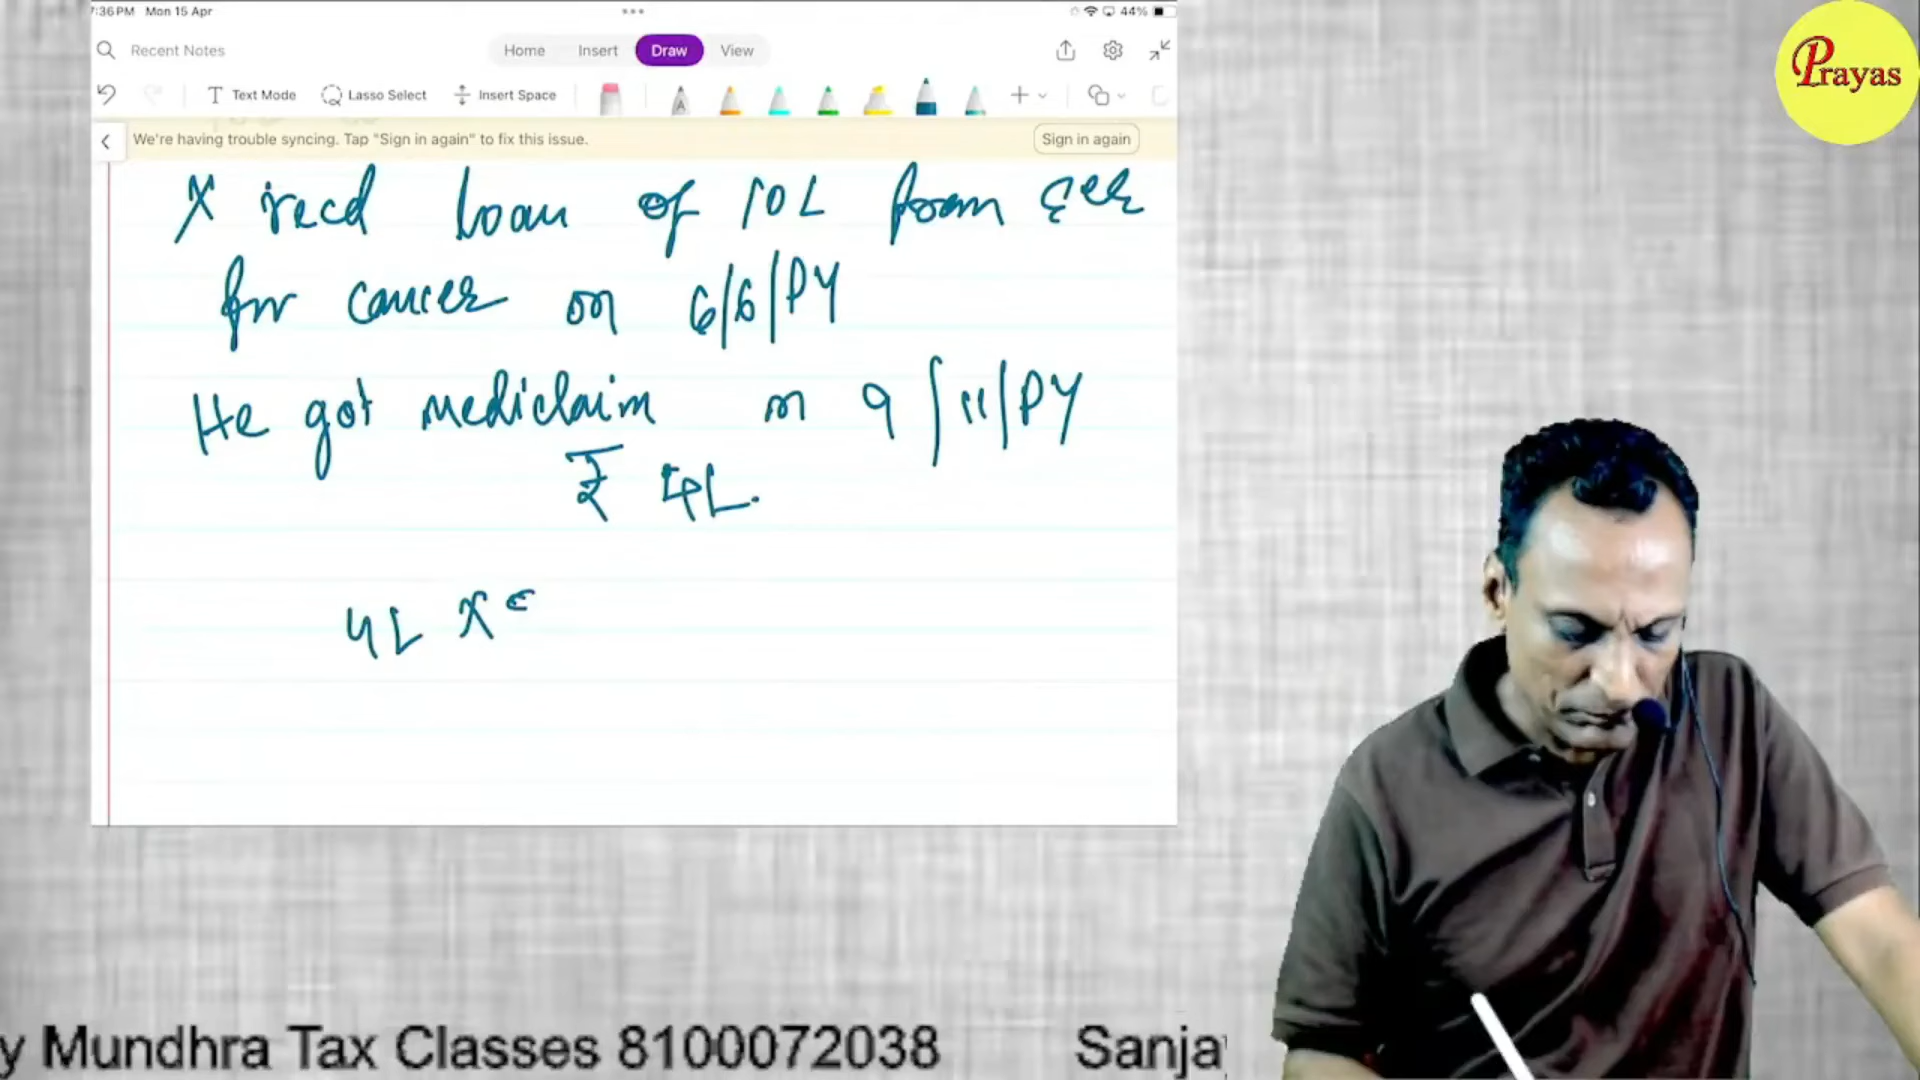 7:36 PM Mon 15 Apr
44%
Recent Notes
Home Insert Draw View
Text Mode Lasso Select Insert Space
We're having trouble syncing. Tap "Sign in again" to fix this issue.
Sign in again
X recd loan of 10L from
for cancer on 6/6/PY
He got mediclaim on 9/11/PY
₹ 4L.
4L X
Prayas
y Mundhra Tax Classes 8100072038 Sanja